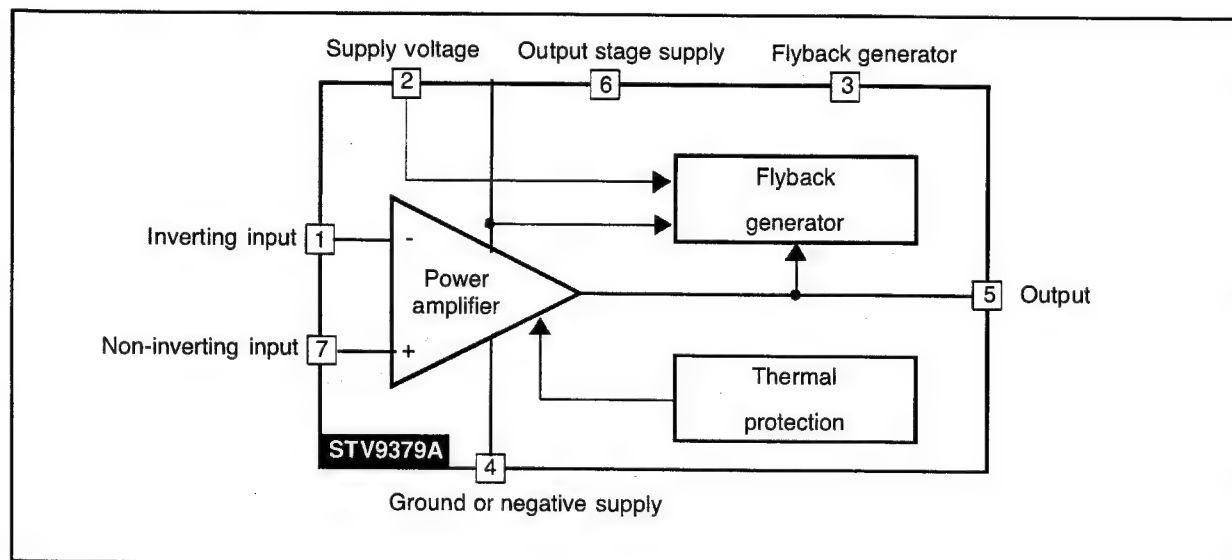 Supply voltage
Output stage supply
Flyback generator
2
6
3
Flyback
generator
Inverting input
1
-
Power
amplifier
5
Output
Non-inverting input
7
+
Thermal
protection
STV9379A
4
Ground or negative supply